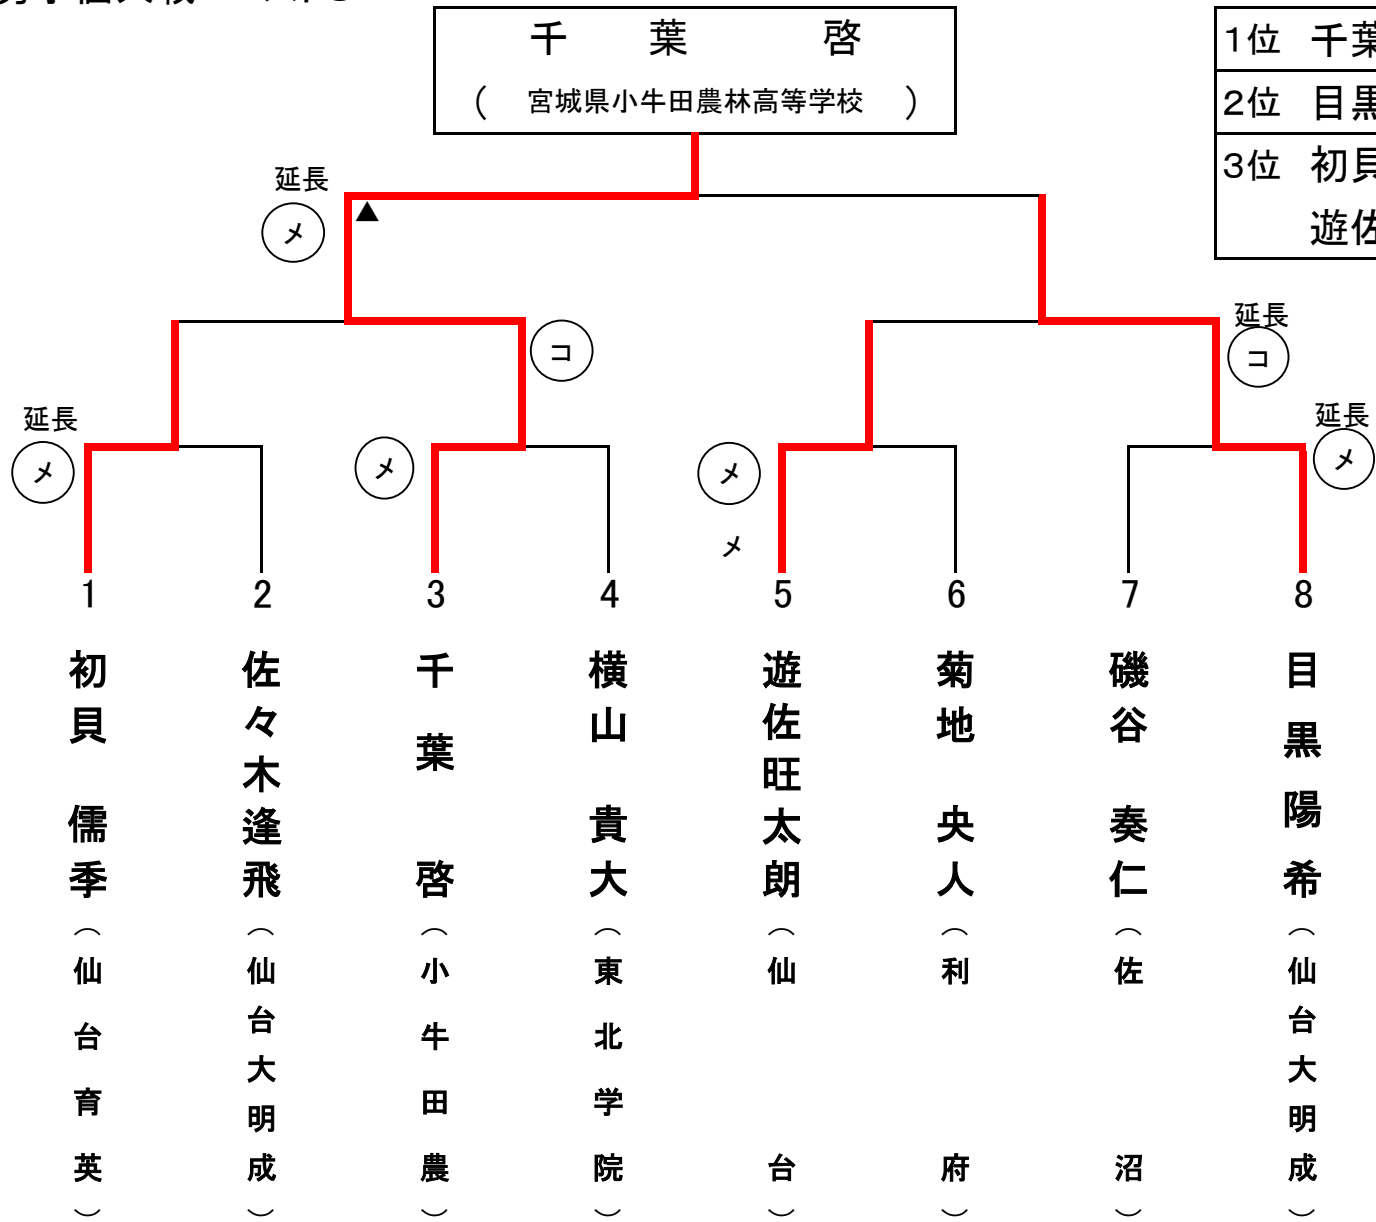 千 葉 啓
( 宮城県小牛田農林高等学校 )
1位 千葉
2位 目黒
3位 初貝
遊佐
延長
メ
▲
コ
延長
コ
延長
メ
メ
メ
メ
延長
メ
1
2
3
4
5
6
7
8
初貝 儒季(仙台育英)
佐々木逢飛(仙台大明成)
千葉 啓(小牛田農)
横山 貴大(東北学院)
遊佐旺太朗(仙台)
菊地 央人(利府)
磯谷 奏仁(佐沼)
目黒陽希(仙台大明成)